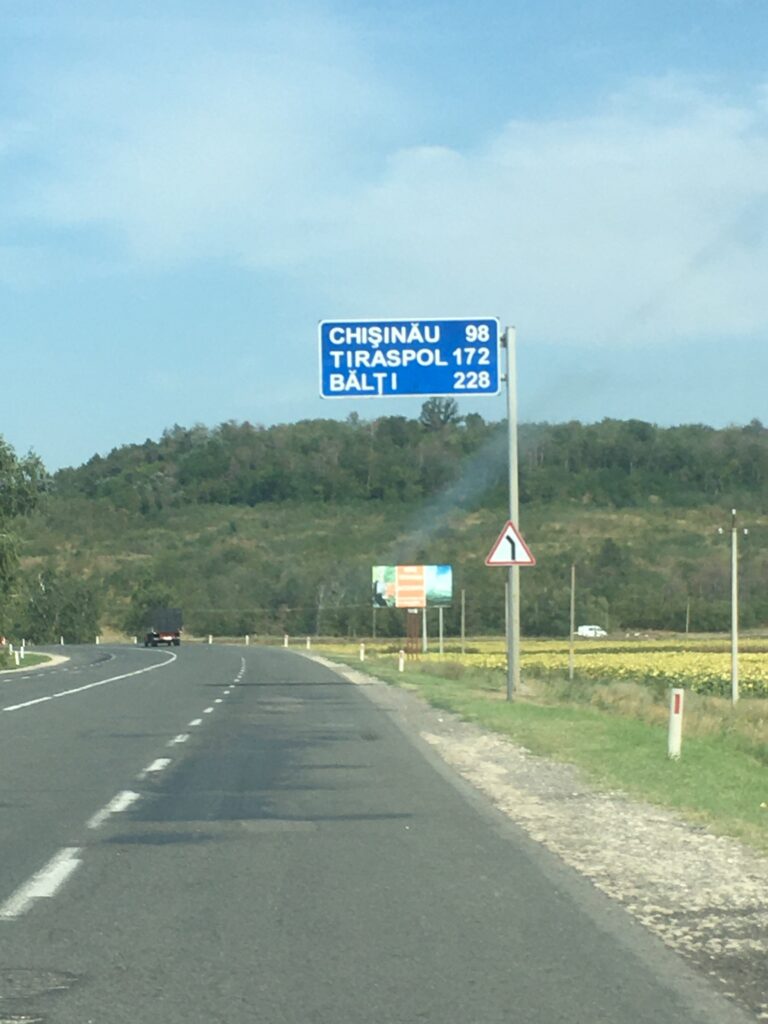 CHIŞINĂU 98
TIRASPOL 172
BĂLŢI 228